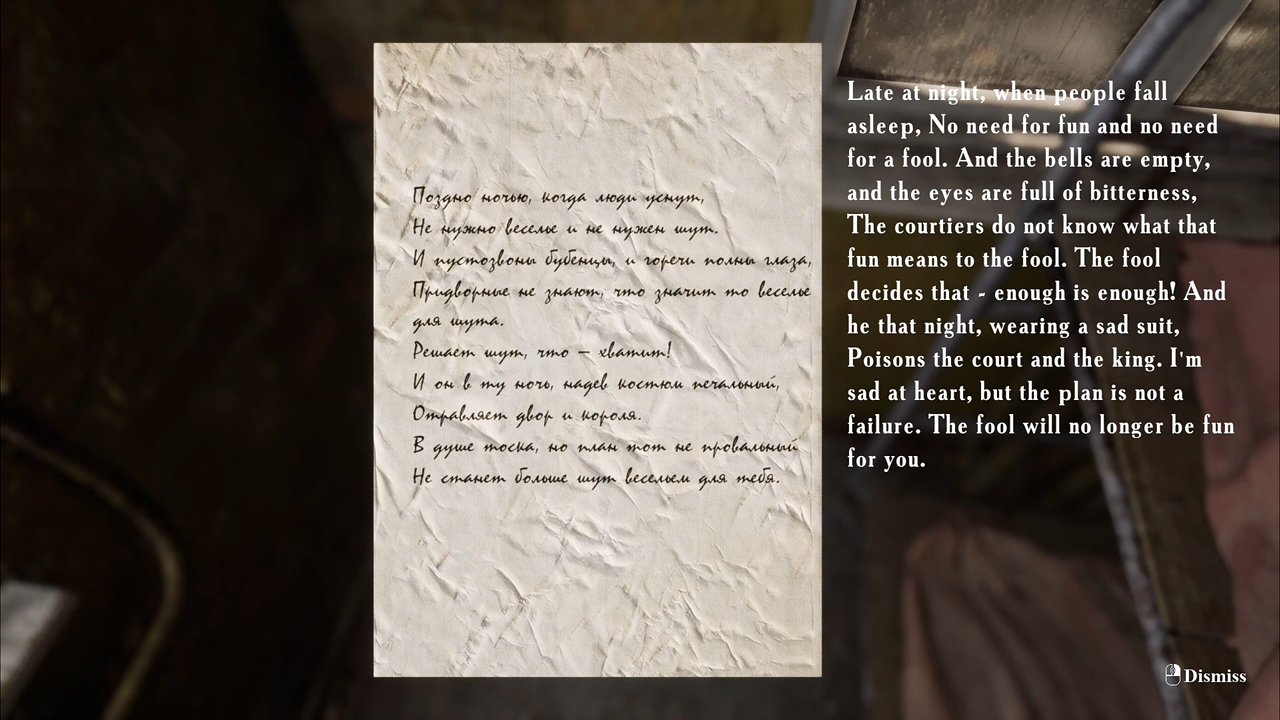 Поздно ночью, когда люди уснут,
Не нужно веселье и не нужен шут.
И пустозвоны бубенцы, и горечи полны глаза,
Придворные не знают, что значит то веселье
для шута.
Решает шут, что — хватит!
И он в ту ночь, надев костюм печальный,
Отравляет двор и короля.
В душе тоска, но план тот не провальный
Не станет больше шут весельем для тебя.
Late at night, when people fall
asleep, No need for fun and no need
for a fool. And the bells are empty,
and the eyes are full of bitterness,
The courtiers do not know what that
fun means to the fool. The fool
decides that - enough is enough! And
he that night, wearing a sad suit,
Poisons the court and the king. I'm
sad at heart, but the plan is not a
failure. The fool will no longer be fun
for you.
Dismiss